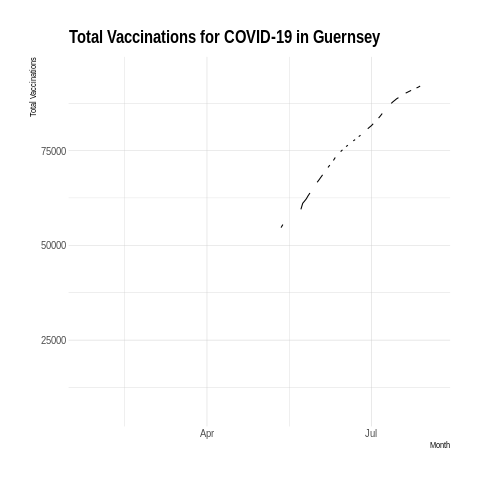 Total Vaccinations for COVID-19 in Guernsey
Total Vaccinations
75000
50000
25000
Apr
Jul
Month